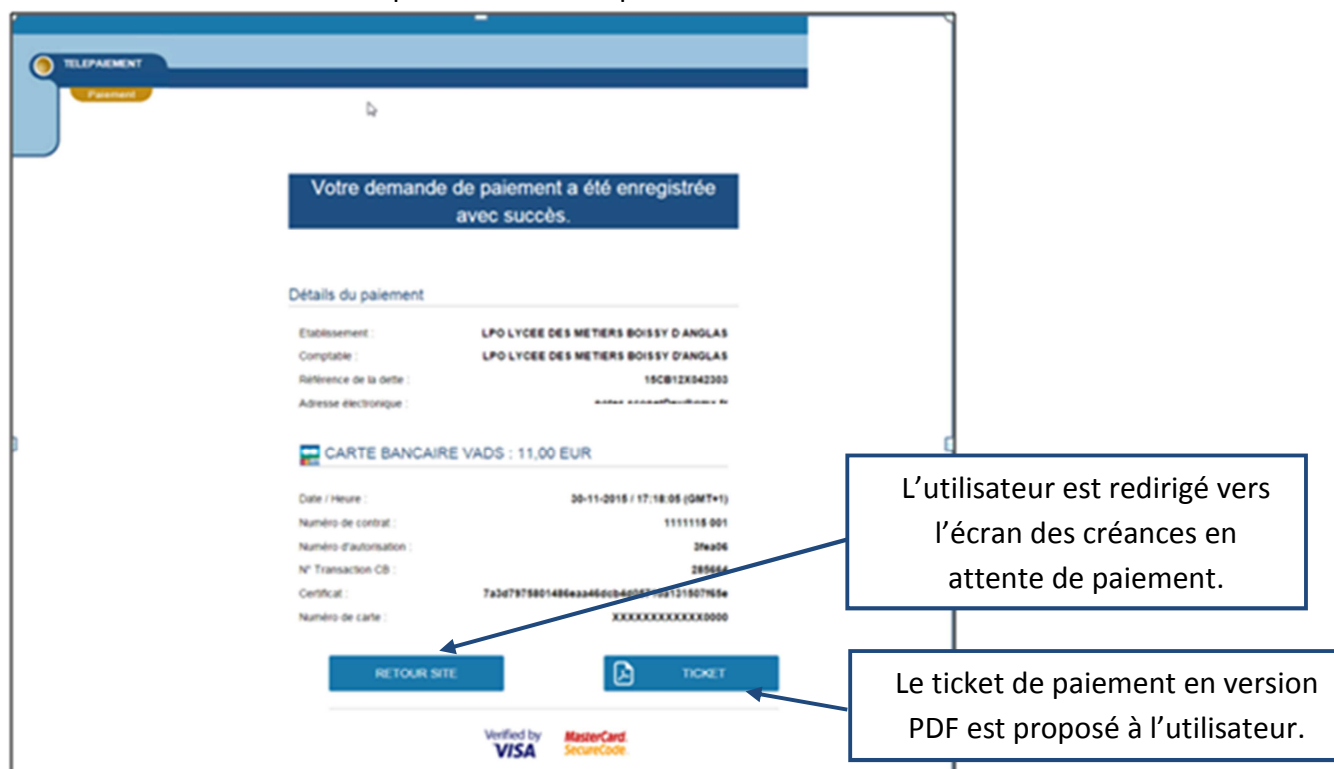 TELEPAIEMENT
Paiement
Votre demande de paiement a été enregistrée
avec succès.
Détails du paiement
Etablissement : LPO LYCEE DES METIERS BOISSY D ANGLAS
Comptable : LPO LYCEE DES METIERS BOISSY D'ANGLAS
Référence de la dette : 15CB12X042303
Adresse électronique :
CARTE BANCAIRE VADS : 11,00 EUR
Date / Heure : 30-11-2015 / 17:18:05 (GMT+1)
Numéro de contrat : 1111115 001
Numéro d'autorisation : 3fea06
N° Transaction CB : 285664
Certificat :
Numéro de carte : XXXXXXXXXXXX0000
RETOUR SITE
TICKET
Verified by
VISA
MasterCard.
SecureCode.
L’utilisateur est redirigé vers
l’écran des créances en
attente de paiement.
Le ticket de paiement en version
PDF est proposé à l’utilisateur.